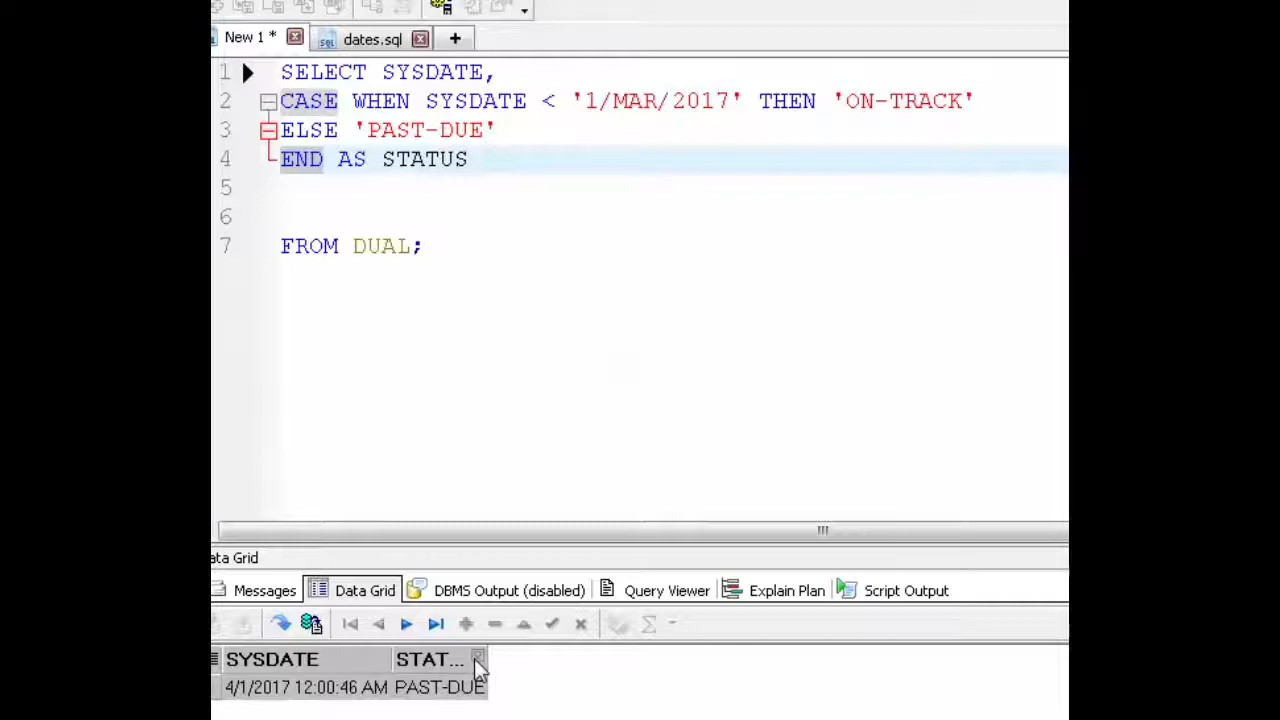 New 1 *
dates.sql
+
1 SELECT SYSDATE,
2 CASE WHEN SYSDATE < '1/MAR/2017' THEN 'ON-TRACK'
3 ELSE 'PAST-DUE'
4 END AS STATUS
5
6
7 FROM DUAL;
ata Grid
Messages Data Grid DBMS Output (disabled) Query Viewer Explain Plan Script Output
SYSDATE STAT...
4/1/2017 12:00:46 AM PAST-DUE